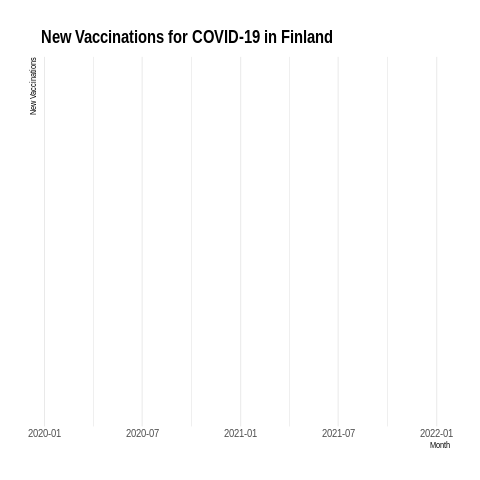 New Vaccinations for COVID-19 in Finland
New Vaccinations
2020-01 2020-07 2021-01 2021-07 2022-01
Month